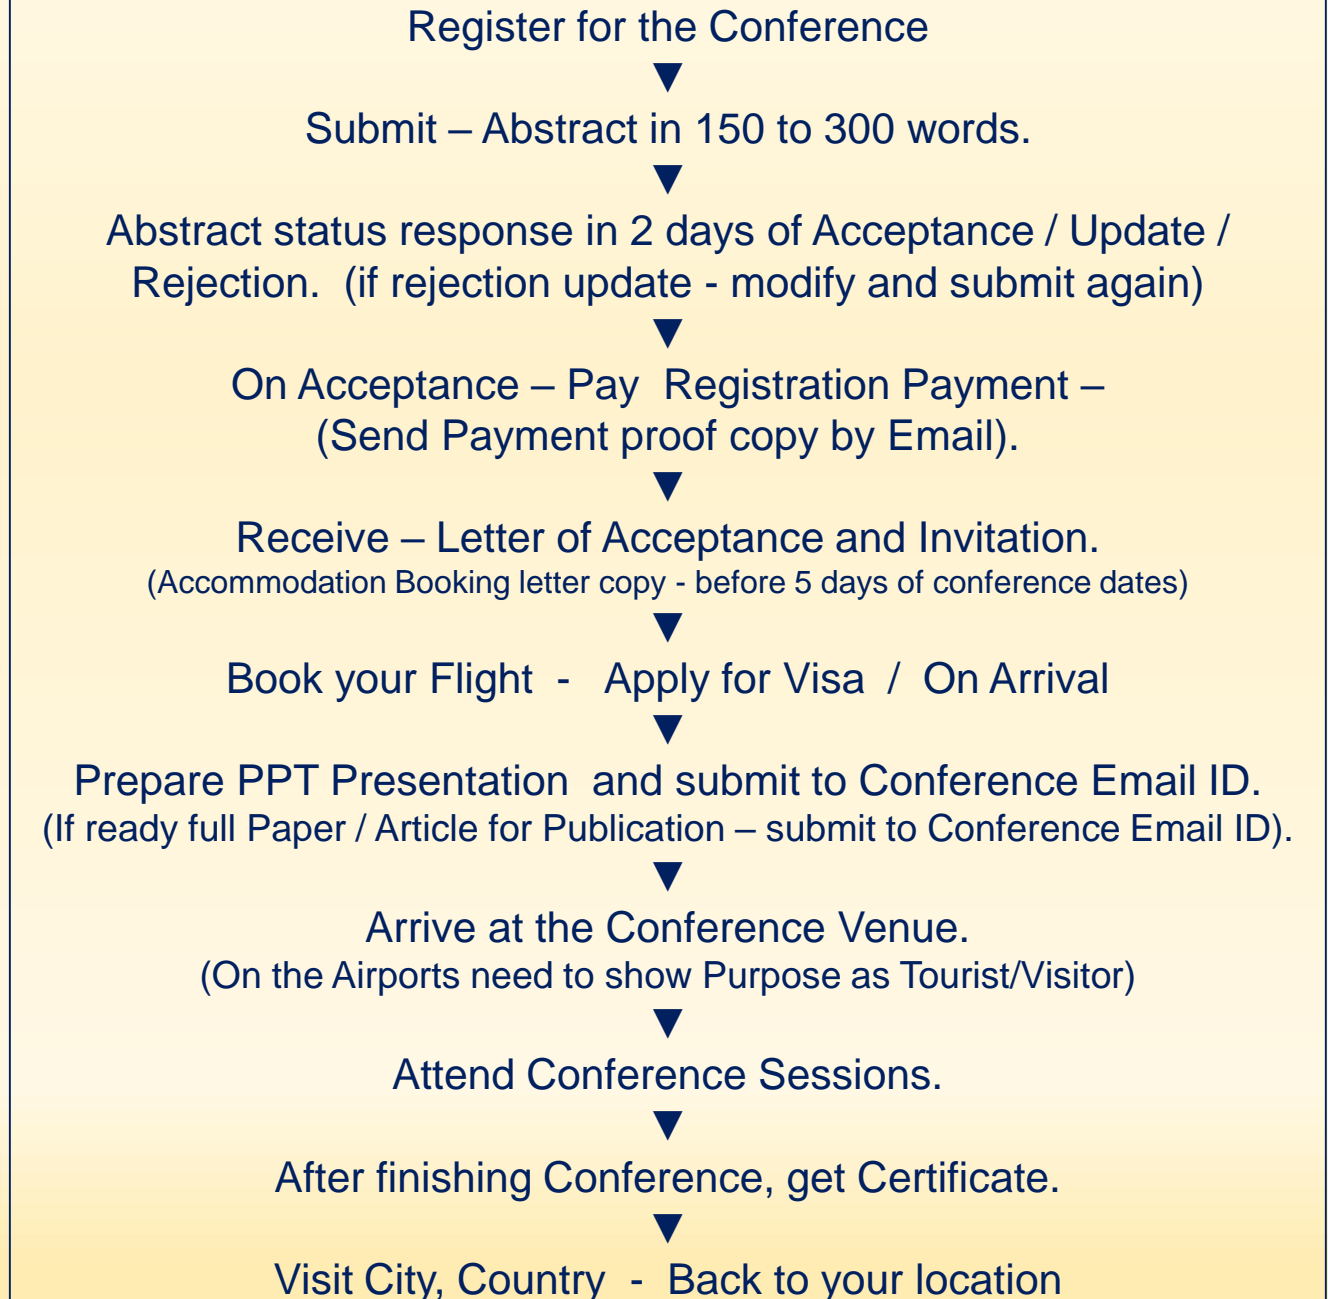 Register for the Conference
Submit – Abstract in 150 to 300 words.
Abstract status response in 2 days of Acceptance / Update /
Rejection.  (if rejection update - modify and submit again)
On Acceptance – Pay  Registration Payment –
(Send Payment proof copy by Email).
Receive – Letter of Acceptance and Invitation.
(Accommodation Booking letter copy - before 5 days of conference dates)
Book your Flight  -   Apply for Visa  /  On Arrival
Prepare PPT Presentation  and submit to Conference Email ID.
(If ready full Paper / Article for Publication – submit to Conference Email ID).
Arrive at the Conference Venue.
(On the Airports need to show Purpose as Tourist/Visitor)
Attend Conference Sessions.
After finishing Conference, get Certificate.
Visit City, Country  -  Back to your location